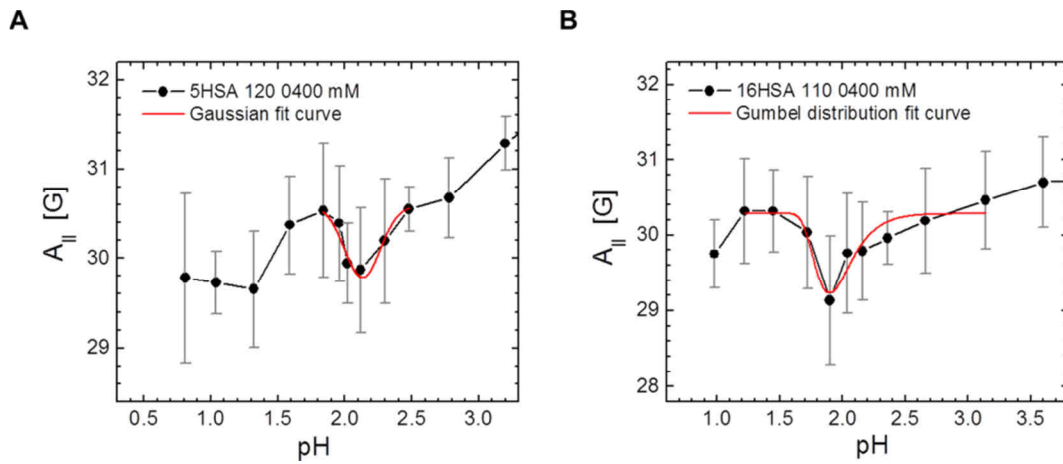 A
5HSA 120 0400 mM
Gaussian fit curve
A|| [G]
32
31
30
29
0.5 1.0 1.5 2.0 2.5 3.0
pH
B
16HSA 110 0400 mM
Gumbel distribution fit curve
A|| [G]
32
31
30
29
28
1.0 1.5 2.0 2.5 3.0 3.5
pH